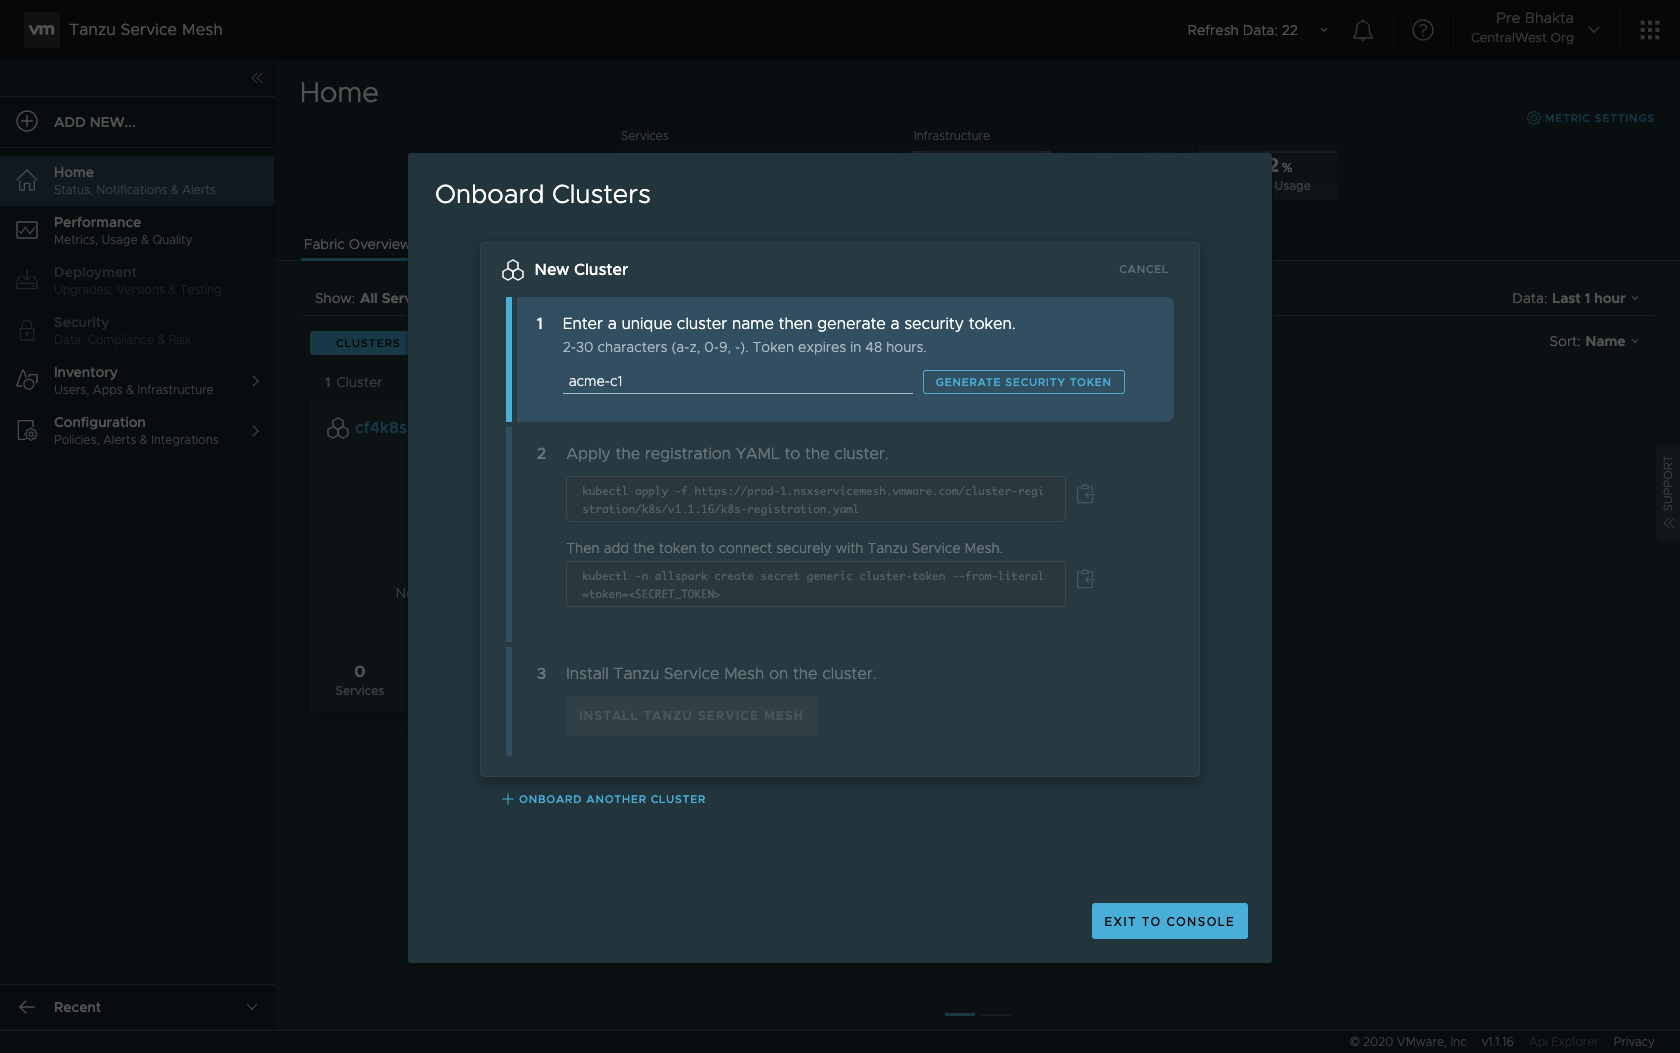 vm Tanzu Service Mesh
Refresh Data: 22
Pre Bhakta
CentralWest Org
ADD NEW...
Home
Status, Notifications & Alerts
Performance
Metrics, Usage & Quality
Deployment
Upgrades, Versions & Testing
Security
Data, Compliance & Risk
Inventory
Users, Apps & Infrastructure
Configuration
Policies, Alerts & Integrations
Recent
Home
METRIC SETTINGS
Services
Infrastructure
2 %
Usage
Fabric Overview
Show: All Serv
Data: Last 1 hour
CLUSTERS
Sort: Name
1 Cluster
cf4k8s
0
Services
Onboard Clusters
New Cluster
CANCEL
1 Enter a unique cluster name then generate a security token.
2-30 characters (a-z, 0-9, -). Token expires in 48 hours.
acme-c1
GENERATE SECURITY TOKEN
2 Apply the registration YAML to the cluster.
kubectl apply -f https://prod-1.nsxservicemesh.vmware.com/cluster-regi
stration/k8s/v1.1.16/k8s-registration.yaml
Then add the token to connect securely with Tanzu Service Mesh.
kubectl -n allspark create secret generic cluster-token --from-literal
=token=<SECRET_TOKEN>
3 Install Tanzu Service Mesh on the cluster.
INSTALL TANZU SERVICE MESH
ONBOARD ANOTHER CLUSTER
EXIT TO CONSOLE
SUPPORT
© 2020 VMware, Inc v1.1.16 Api Explorer Privacy